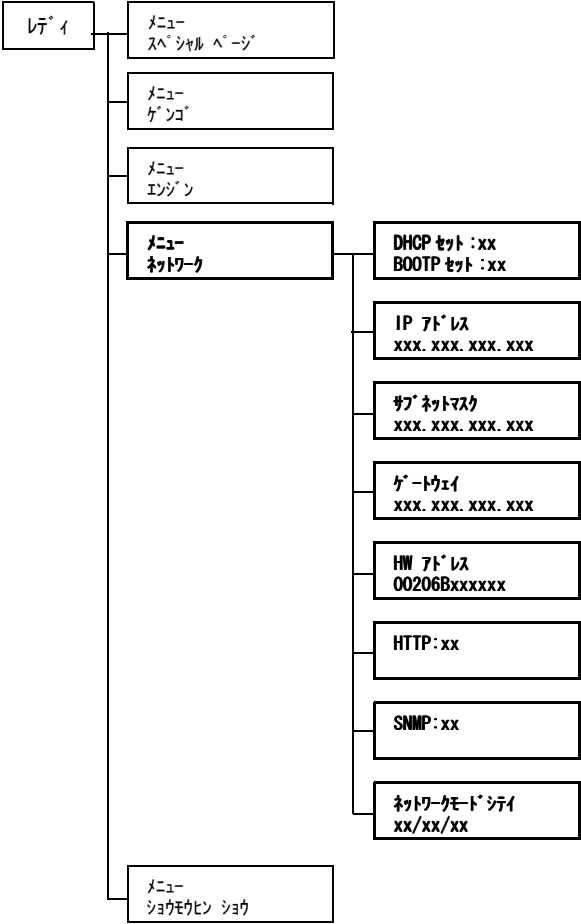 ﾚﾃﾞｨ
ﾒﾆｭｰ
ｽﾍﾟｼｬﾙ ﾍﾟｰｼﾞ
ﾒﾆｭｰ
ｹﾞﾝｺﾞ
ﾒﾆｭｰ
ｴﾝｼﾞﾝ
ﾒﾆｭｰ
ﾈｯﾄﾜｰｸ
DHCP ｾｯﾄ :xx
BOOTP ｾｯﾄ :xx
IP ｱﾄﾞﾚｽ
xxx.xxx.xxx.xxx
ｻﾌﾞﾈｯﾄﾏｽｸ
xxx.xxx.xxx.xxx
ｹﾞｰﾄｳｪｲ
xxx.xxx.xxx.xxx
HW ｱﾄﾞﾚｽ
00206Bxxxxxx
HTTP:xx
SNMP:xx
ﾈｯﾄﾜｰｸﾓｰﾄﾞｼﾃｲ
xx/xx/xx
ﾒﾆｭｰ
ｼｮｳﾓｳﾋﾝ ｼｮｳ